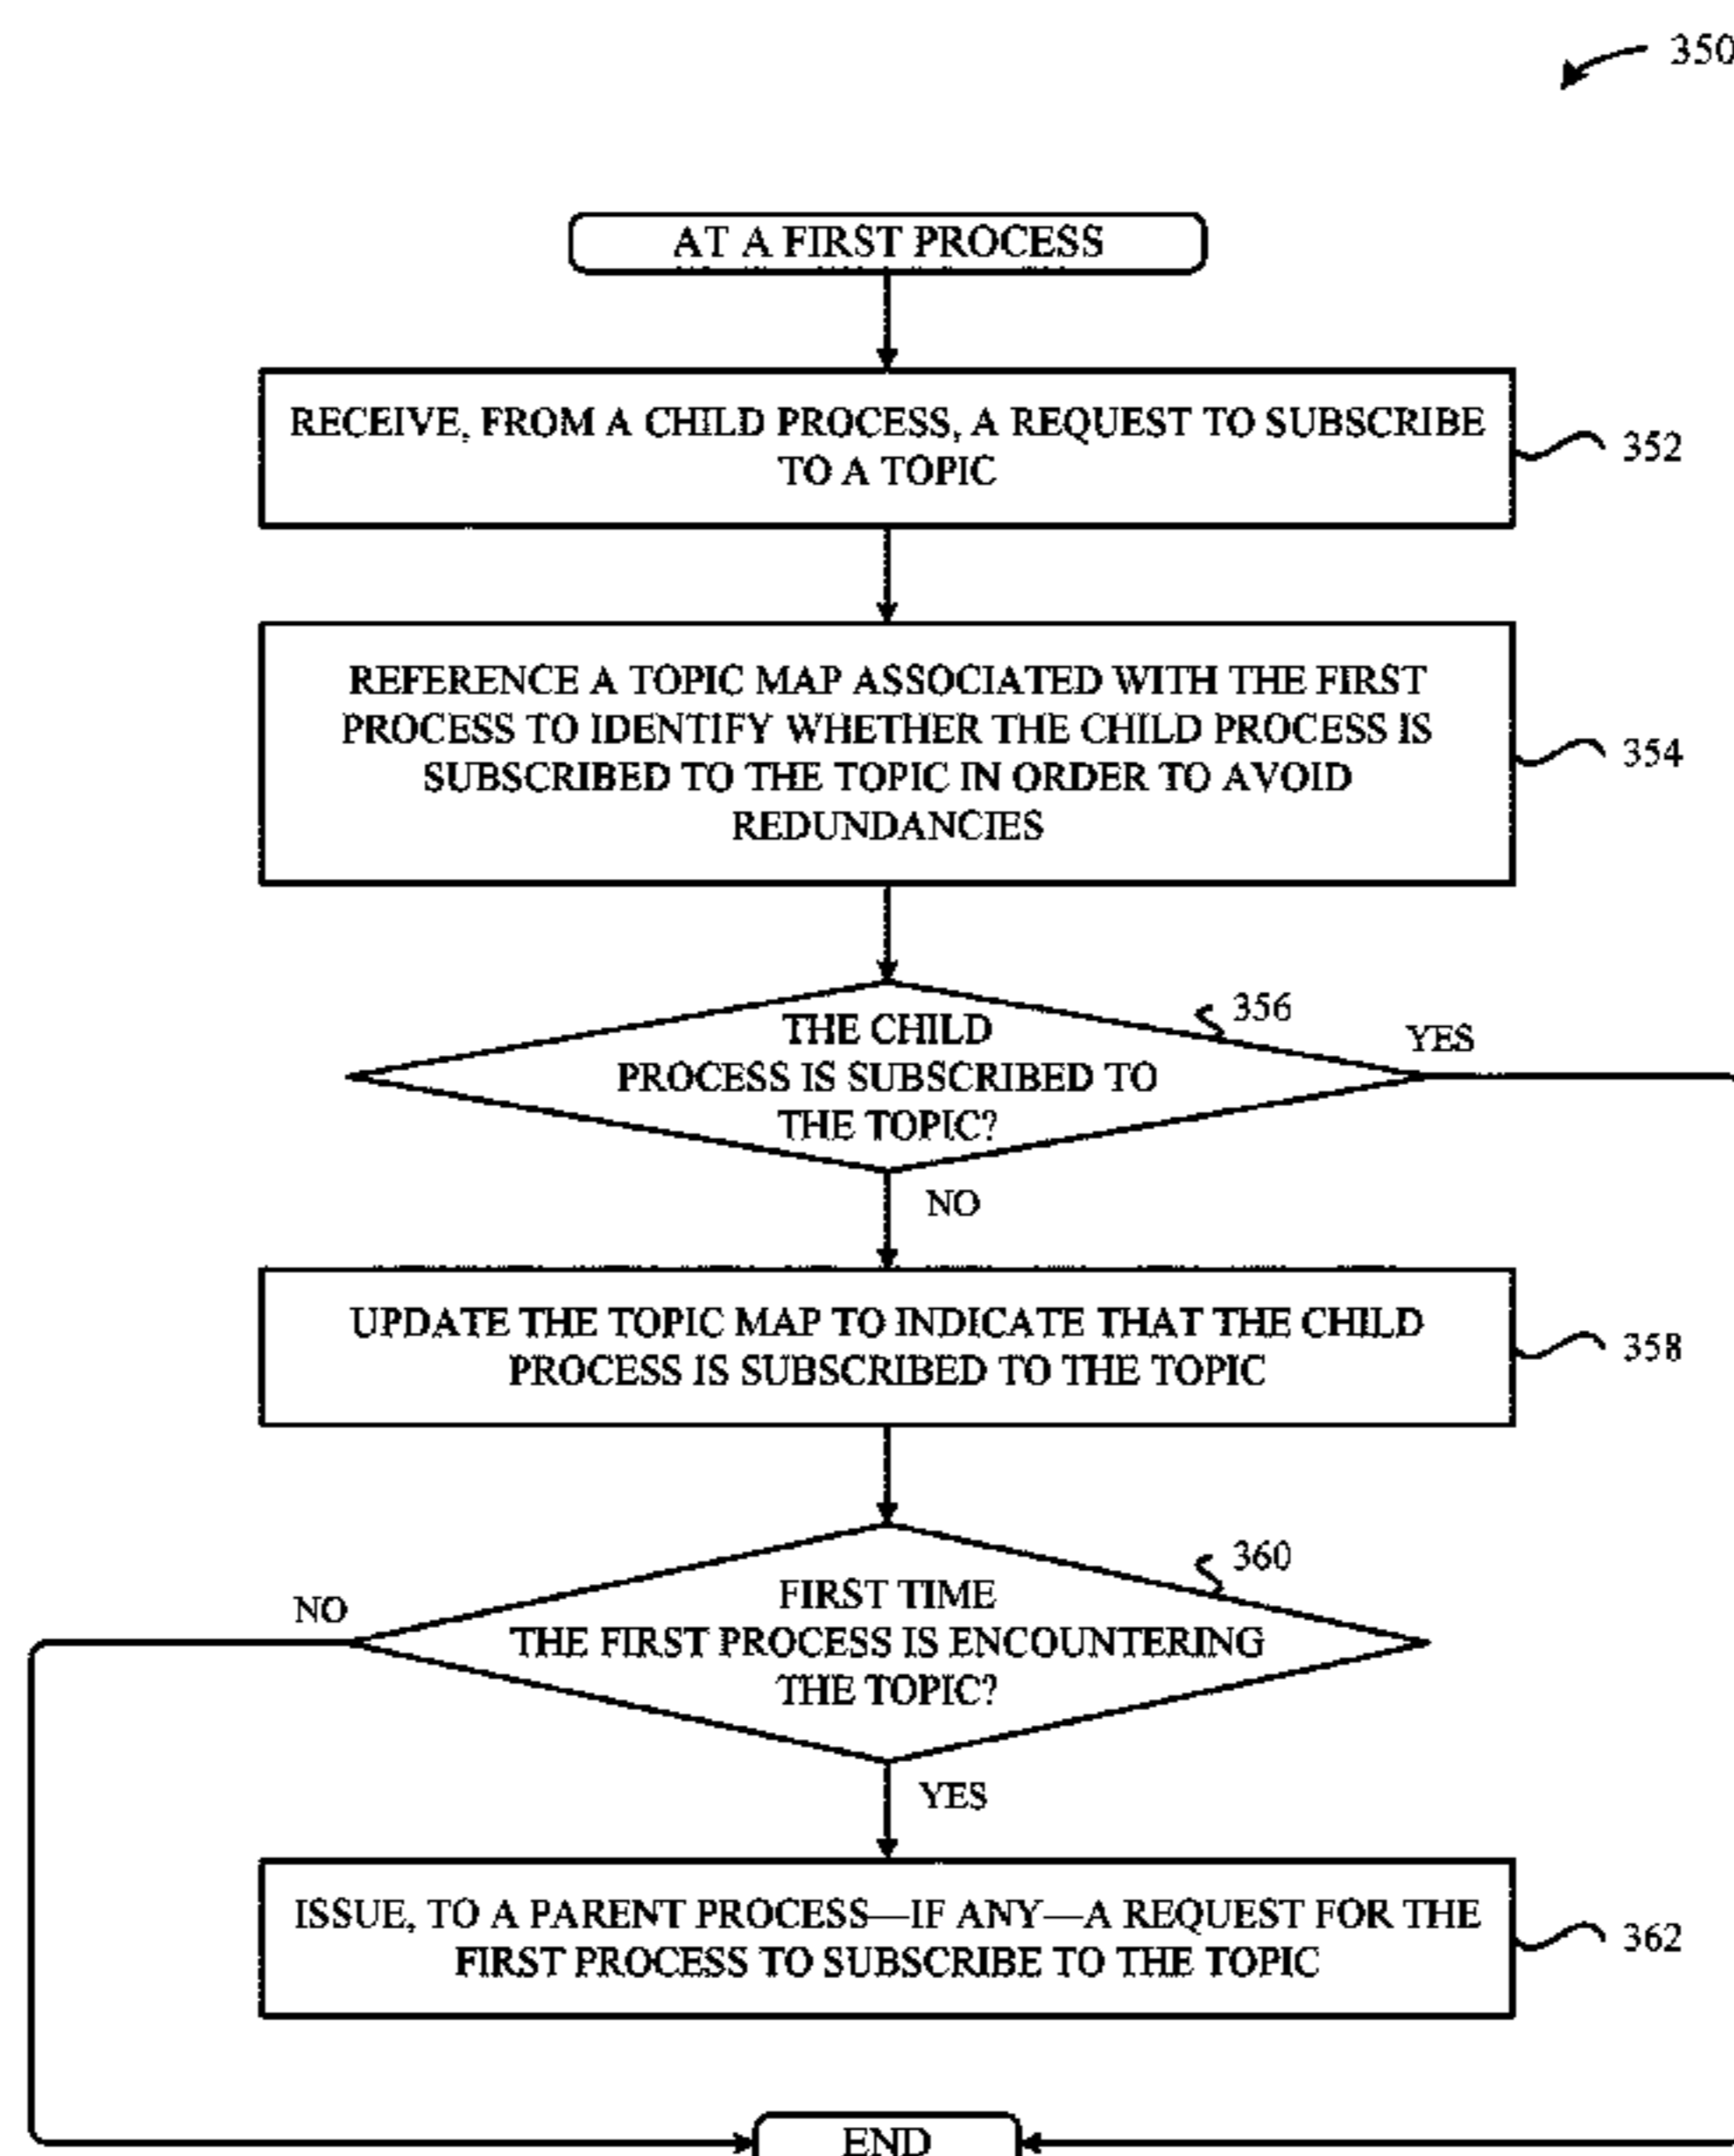 350
AT A FIRST PROCESS
RECEIVE, FROM A CHILD PROCESS, A REQUEST TO SUBSCRIBE
TO A TOPIC
352
REFERENCE A TOPIC MAP ASSOCIATED WITH THE FIRST
PROCESS TO IDENTIFY WHETHER THE CHILD PROCESS IS
SUBSCRIBED TO THE TOPIC IN ORDER TO AVOID
REDUNDANCIES
354
356
THE CHILD
PROCESS IS SUBSCRIBED TO
THE TOPIC?
YES
NO
UPDATE THE TOPIC MAP TO INDICATE THAT THE CHILD
PROCESS IS SUBSCRIBED TO THE TOPIC
358
360
FIRST TIME
THE FIRST PROCESS IS ENCOUNTERING
THE TOPIC?
NO
YES
ISSUE, TO A PARENT PROCESS—IF ANY—A REQUEST FOR THE
FIRST PROCESS TO SUBSCRIBE TO THE TOPIC
362
END